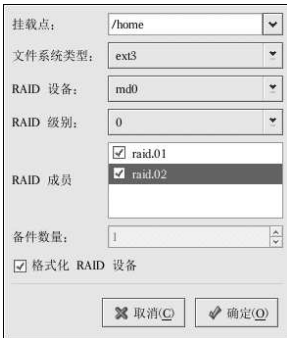 挂载点： /home
文件系统类型： ext3
RAID 设备： md0
RAID 级别： 0
raid.01
RAID 成员 raid.02
备件数量： 1
格式化 RAID 设备
取消(C) 确定(O)